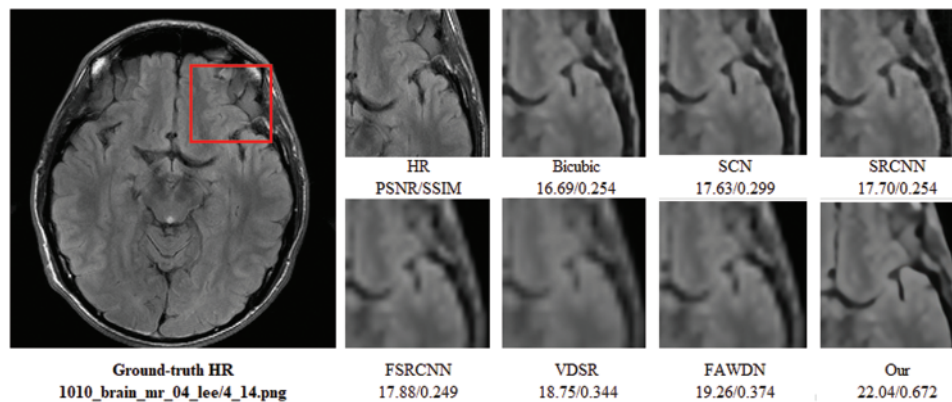 HR
PSNR/SSIM
Bicubic
16.69/0.254
SCN
17.63/0.299
SRCNN
17.70/0.254
Ground-truth HR
1010_brain_mr_04_lee/4_14.png
FSRCNN
17.88/0.249
VDSR
18.75/0.344
FAWDN
19.26/0.374
Our
22.04/0.672